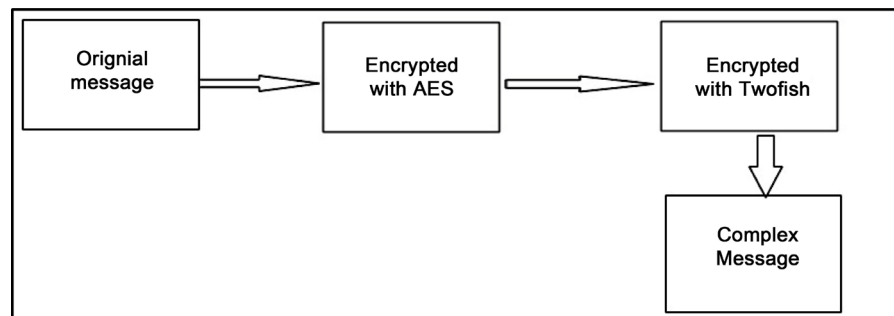 Orignial
message
Encrypted
with AES
Encrypted
with Twofish
Complex
Message